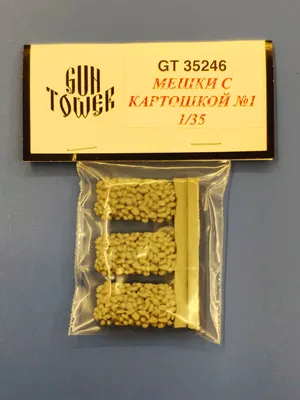 GUN
TOWER
GT 35246
МЕШКИ С
КАРТОШКОЙ №1
1/35